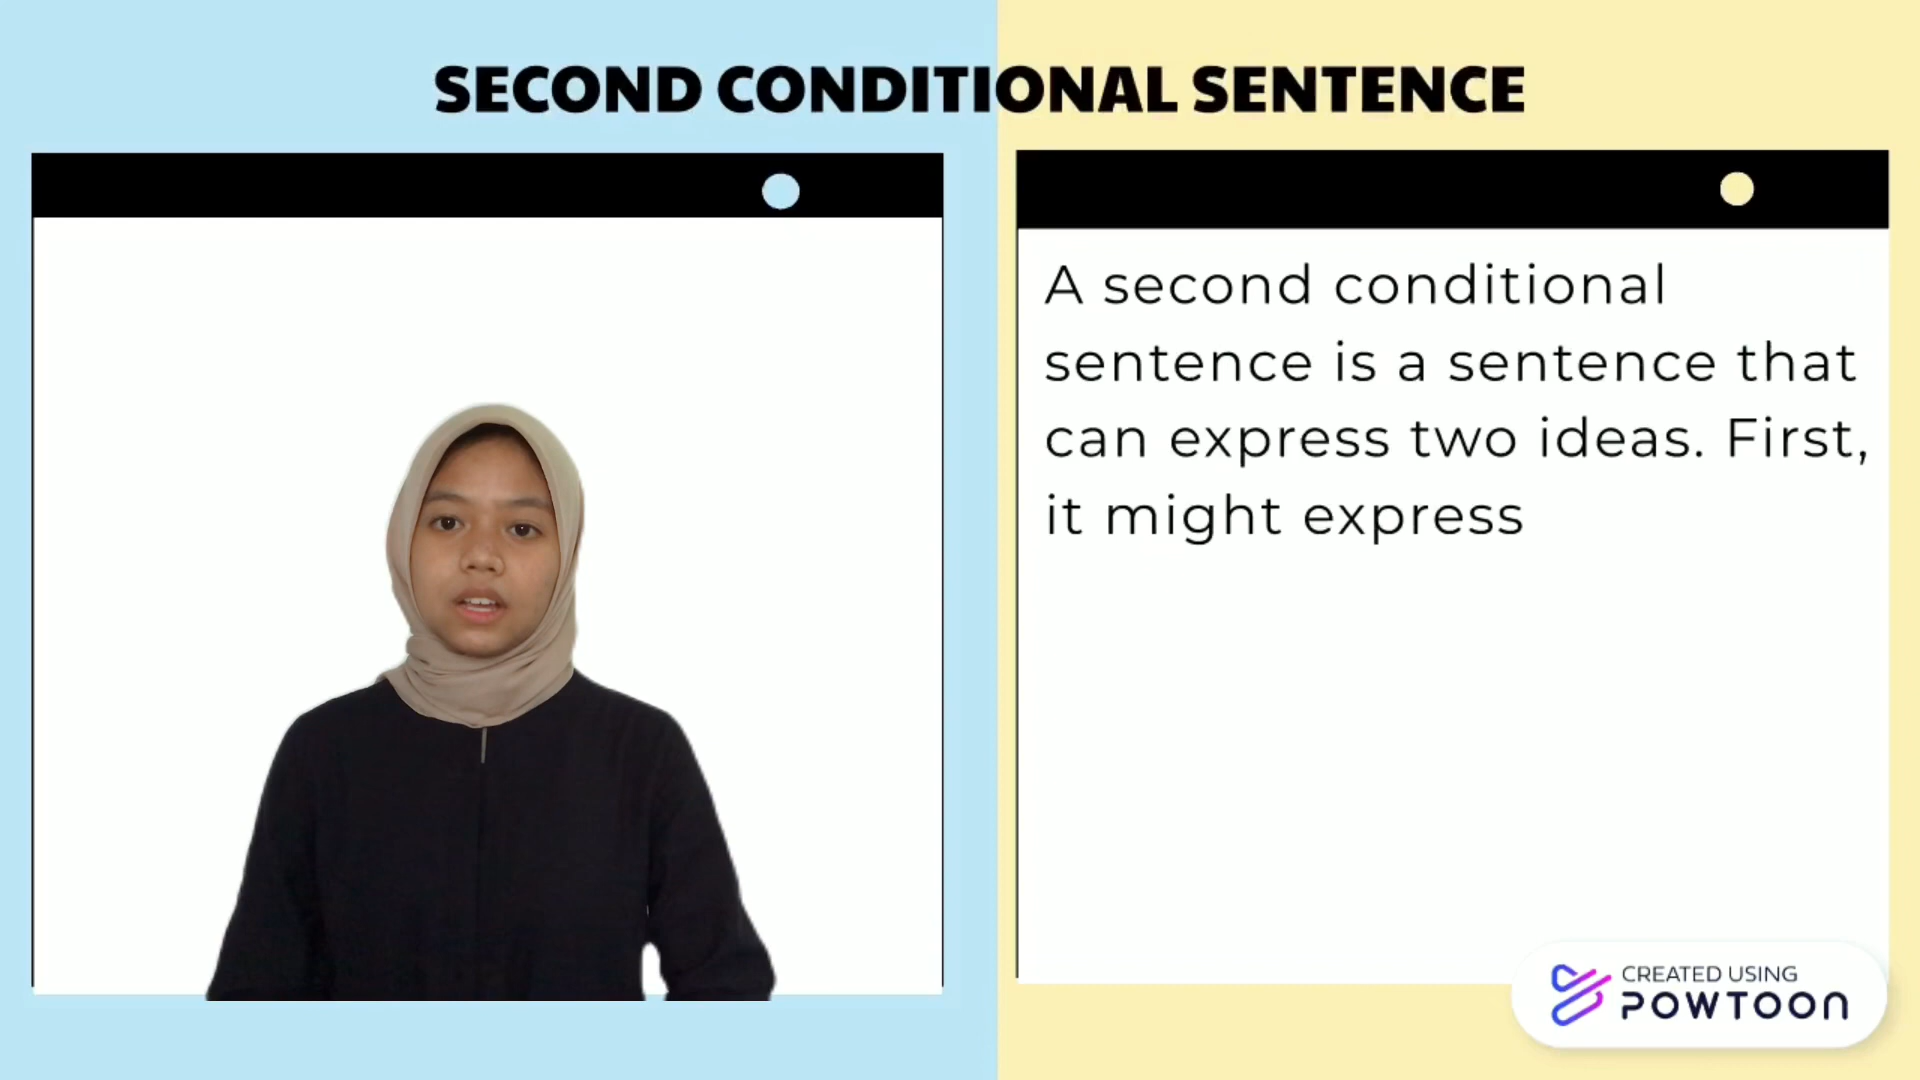 SECOND CONDITIONAL SENTENCE
A second conditional
sentence is a sentence that
can express two ideas. First,
it might express
CREATED USING
POWTOON